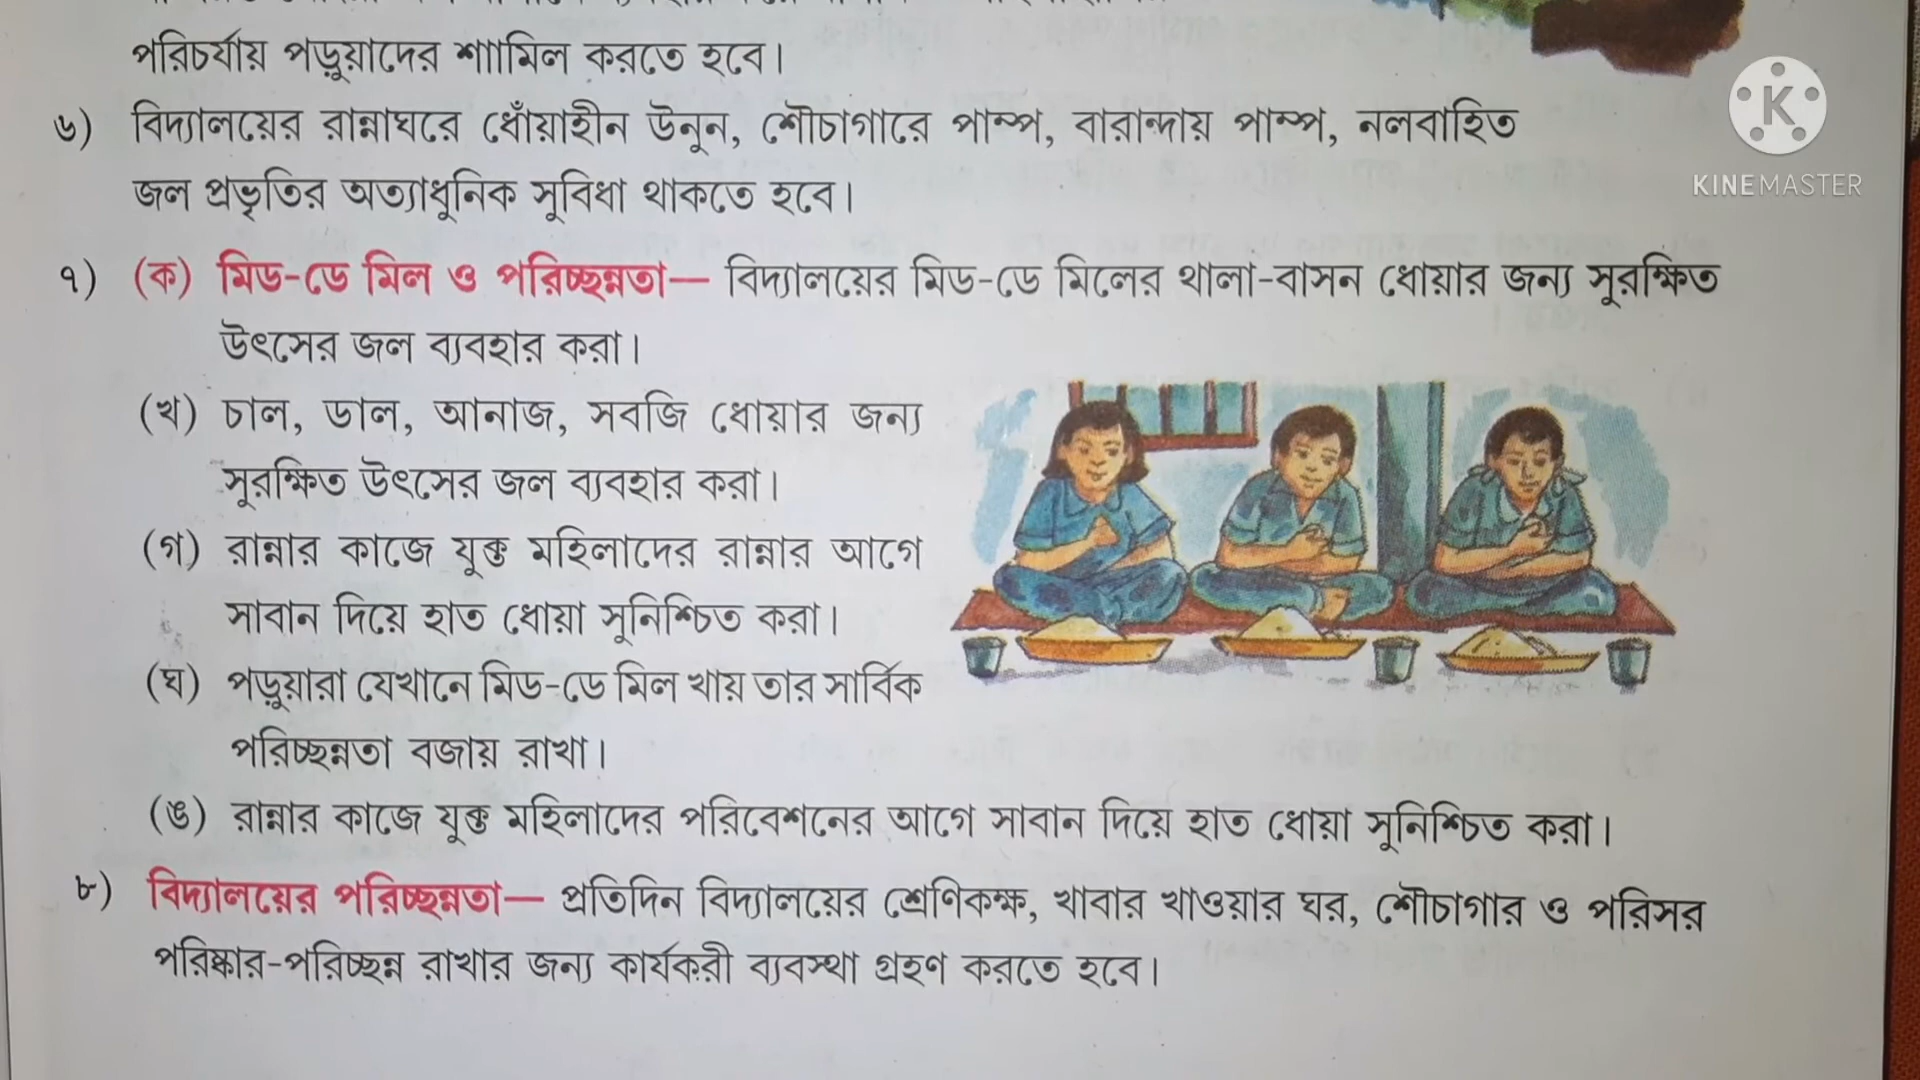 পরিচর্যায় পড়ুয়াদের শাামিল করতে হবে।
৬) বিদ্যালয়ের রান্নাঘরে ধোঁয়াহীন উনুন, শৌচাগারে পাম্প, বারান্দায় পাম্প, নলবাহিত
জল প্রভৃতির অত্যাধুনিক সুবিধা থাকতে হবে।
KINEMASTER
৭) (ক) মিড-ডে মিল ও পরিচ্ছন্নতা— বিদ্যালয়ের মিড-ডে মিলের থালা-বাসন ধোয়ার জন্য সুরক্ষিত
উৎসের জল ব্যবহার করা।
(খ) চাল, ডাল, আনাজ, সবজি ধোয়ার জন্য
সুরক্ষিত উৎসের জল ব্যবহার করা।
(গ) রান্নার কাজে যুক্ত মহিলাদের রান্নার আগে
সাবান দিয়ে হাত ধোয়া সুনিশ্চিত করা।
(ঘ) পড়ুয়ারা যেখানে মিড-ডে মিল খায় তার সার্বিক
পরিচ্ছন্নতা বজায় রাখা।
(ঙ) রান্নার কাজে যুক্ত মহিলাদের পরিবেশনের আগে সাবান দিয়ে হাত ধোয়া সুনিশ্চিত করা।
৮) বিদ্যালয়ের পরিচ্ছন্নতা— প্রতিদিন বিদ্যালয়ের শ্রেণিকক্ষ, খাবার খাওয়ার ঘর, শৌচাগার ও পরিসর
পরিষ্কার-পরিচ্ছন্ন রাখার জন্য কার্যকরী ব্যবস্থা গ্রহণ করতে হবে।